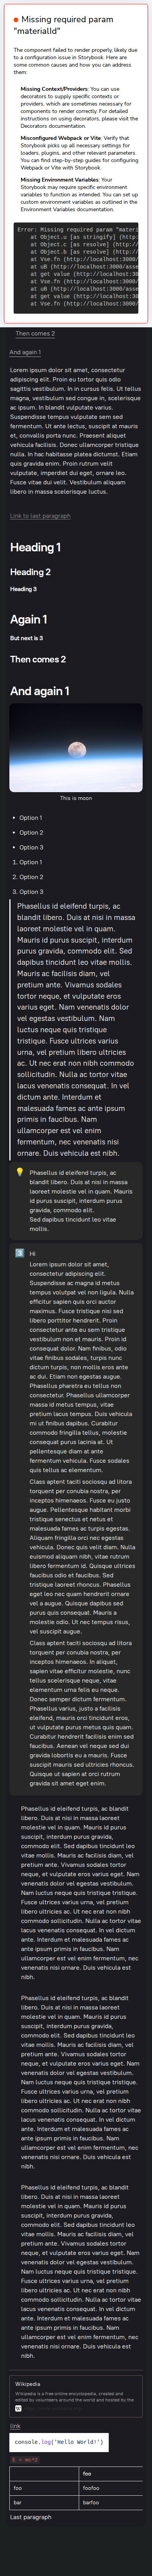 Missing required param
"materialId"
The component failed to render properly, likely due
to a configuration issue in Storybook. Here are
some common causes and how you can address
them:
Missing Context/Providers: You can use
decorators to supply specific contexts or
providers, which are sometimes necessary for
components to render correctly. For detailed
instructions on using decorators, please visit the
Decorators documentation.
Misconfigured Webpack or Vite: Verify that
Storybook picks up all necessary settings for
loaders, plugins, and other relevant parameters.
You can find step-by-step guides for configuring
Webpack or Vite with Storybook.
Missing Environment Variables: Your
Storybook may require specific environment
variables to function as intended. You can set up
custom environment variables as outlined in the
Environment Variables documentation.
Error: Missing required param "materi
at Object.u [as stringify] (http:
at Object.c [as resolve] (http://
at Object.b [as resolve] (http://
at Vse.fn (http://localhost:3000/
at u8 (http://localhost:3000/asse
at get value (http://localhost:30
at Vse.fn (http://localhost:3000/
at u8 (http://localhost:3000/asse
at get value (http://localhost:30
at Vse.fn (http://localhost:3000/
Then comes 2
And again 1
Lorem ipsum dolor sit amet, consectetur
adipiscing elit. Proin eu tortor quis odio
sagittis vestibulum. In in cursus felis. Ut tellus
magna, vestibulum sed congue in, scelerisque
ut ipsum. In blandit vulputate varius.
Suspendisse tempus vulputate sem sed
fermentum. Ut ante lectus, suscipit ut mauris
et, convallis porta nunc. Praesent aliquet
vehicula facilisis. Donec ullamcorper tristique
nulla. In hac habitasse platea dictumst. Etiam
quis gravida enim. Proin rutrum velit
vulputate, imperdiet dui eget, ornare leo.
Fusce vitae dui velit. Vestibulum aliquam
libero in massa scelerisque luctus.
Link to last paragraph
Heading 1
Heading 2
Heading 3
Again 1
But next is 3
Then comes 2
And again 1
This is moon
• Option 1
• Option 2
• Option 3
1. Option 1
2. Option 2
3. Option 3
Phasellus id eleifend turpis, ac
blandit libero. Duis at nisi in massa
laoreet molestie vel in quam.
Mauris id purus suscipit, interdum
purus gravida, commodo elit. Sed
dapibus tincidunt leo vitae mollis.
Mauris ac facilisis diam, vel
pretium ante. Vivamus sodales
tortor neque, et vulputate eros
varius eget. Nam venenatis dolor
vel egestas vestibulum. Nam
luctus neque quis tristique
tristique. Fusce ultrices varius
urna, vel pretium libero ultricies
ac. Ut nec erat non nibh commodo
sollicitudin. Nulla ac tortor vitae
lacus venenatis consequat. In vel
dictum ante. Interdum et
malesuada fames ac ante ipsum
primis in faucibus. Nam
ullamcorper est vel enim
fermentum, nec venenatis nisi
ornare. Duis vehicula est nibh.
Phasellus id eleifend turpis, ac
blandit libero. Duis at nisi in massa
laoreet molestie vel in quam. Mauris
id purus suscipit, interdum purus
gravida, commodo elit.
Sed dapibus tincidunt leo vitae
mollis.
Hi
Lorem ipsum dolor sit amet,
consectetur adipiscing elit.
Suspendisse ac magna id metus
tempus volutpat vel non ligula. Nulla
efficitur sapien quis orci auctor
maximus. Fusce tristique nisi sed
libero porttitor hendrerit. Proin
consectetur ante eu sem tristique
vestibulum non et mauris. Proin id
consequat dolor. Nam finibus, odio
vitae finibus sodales, turpis nunc
dictum turpis, non mollis eros ante
ac dui. Etiam non egestas augue.
Phasellus pharetra eu tellus non
consectetur. Phasellus ullamcorper
massa id metus tempus, vitae
pretium lacus tempus. Duis vehicula
mi ut finibus dapibus. Curabitur
commodo fringilla tellus, molestie
consequat purus lacinia at. Ut
pellentesque diam at ante
fermentum vehicula. Fusce sodales
quis tellus ac elementum.
Class aptent taciti sociosqu ad litora
torquent per conubia nostra, per
inceptos himenaeos. Fusce eu justo
augue. Pellentesque habitant morbi
tristique senectus et netus et
malesuada fames ac turpis egestas.
Aliquam fringilla orci nec egestas
vehicula. Donec quis velit diam. Nulla
euismod aliquam nibh, vitae rutrum
libero fermentum id. Quisque ultrices
faucibus odio et faucibus. Sed
tristique laoreet rhoncus. Phasellus
eget leo nec quam hendrerit ornare
vel a augue. Quisque dapibus sed
purus quis consequat. Mauris a
molestie odio. Ut nec tempus risus,
vel suscipit augue.
Class aptent taciti sociosqu ad litora
torquent per conubia nostra, per
inceptos himenaeos. In aliquet,
sapien vitae efficitur molestie, nunc
tellus scelerisque neque, vitae
elementum urna felis eu neque.
Donec semper dictum fermentum.
Phasellus varius, justo a facilisis
eleifend, mauris orci tincidunt eros,
ut vulputate purus metus quis quam.
Curabitur hendrerit facilisis enim sed
faucibus. Aenean vel neque sed dui
gravida lobortis eu a mauris. Fusce
suscipit mauris sed ultricies rhoncus.
Quisque ut sapien at orci rutrum
gravida sit amet eget enim.
Phasellus id eleifend turpis, ac blandit
libero. Duis at nisi in massa laoreet
molestie vel in quam. Mauris id purus
suscipit, interdum purus gravida,
commodo elit. Sed dapibus tincidunt leo
vitae mollis. Mauris ac facilisis diam, vel
pretium ante. Vivamus sodales tortor
neque, et vulputate eros varius eget. Nam
venenatis dolor vel egestas vestibulum.
Nam luctus neque quis tristique tristique.
Fusce ultrices varius urna, vel pretium
libero ultricies ac. Ut nec erat non nibh
commodo sollicitudin. Nulla ac tortor vitae
lacus venenatis consequat. In vel dictum
ante. Interdum et malesuada fames ac
ante ipsum primis in faucibus. Nam
ullamcorper est vel enim fermentum, nec
venenatis nisi ornare. Duis vehicula est
nibh.
Phasellus id eleifend turpis, ac blandit
libero. Duis at nisi in massa laoreet
molestie vel in quam. Mauris id purus
suscipit, interdum purus gravida,
commodo elit. Sed dapibus tincidunt leo
vitae mollis. Mauris ac facilisis diam, vel
pretium ante. Vivamus sodales tortor
neque, et vulputate eros varius eget. Nam
venenatis dolor vel egestas vestibulum.
Nam luctus neque quis tristique tristique.
Fusce ultrices varius urna, vel pretium
libero ultricies ac. Ut nec erat non nibh
commodo sollicitudin. Nulla ac tortor vitae
lacus venenatis consequat. In vel dictum
ante. Interdum et malesuada fames ac
ante ipsum primis in faucibus. Nam
ullamcorper est vel enim fermentum, nec
venenatis nisi ornare. Duis vehicula est
nibh.
Phasellus id eleifend turpis, ac blandit
libero. Duis at nisi in massa laoreet
molestie vel in quam. Mauris id purus
suscipit, interdum purus gravida,
commodo elit. Sed dapibus tincidunt leo
vitae mollis. Mauris ac facilisis diam, vel
pretium ante. Vivamus sodales tortor
neque, et vulputate eros varius eget. Nam
venenatis dolor vel egestas vestibulum.
Nam luctus neque quis tristique tristique.
Fusce ultrices varius urna, vel pretium
libero ultricies ac. Ut nec erat non nibh
commodo sollicitudin. Nulla ac tortor vitae
lacus venenatis consequat. In vel dictum
ante. Interdum et malesuada fames ac
ante ipsum primis in faucibus. Nam
ullamcorper est vel enim fermentum, nec
venenatis nisi ornare. Duis vehicula est
nibh.
Wikipedia
Wikipedia is a free online encyclopedia, created and
edited by volunteers around the world and hosted by the
W
link
console.log('Hello World!')
E = mc^2
foo
foo foofoo
bar barfoo
Last paragraph